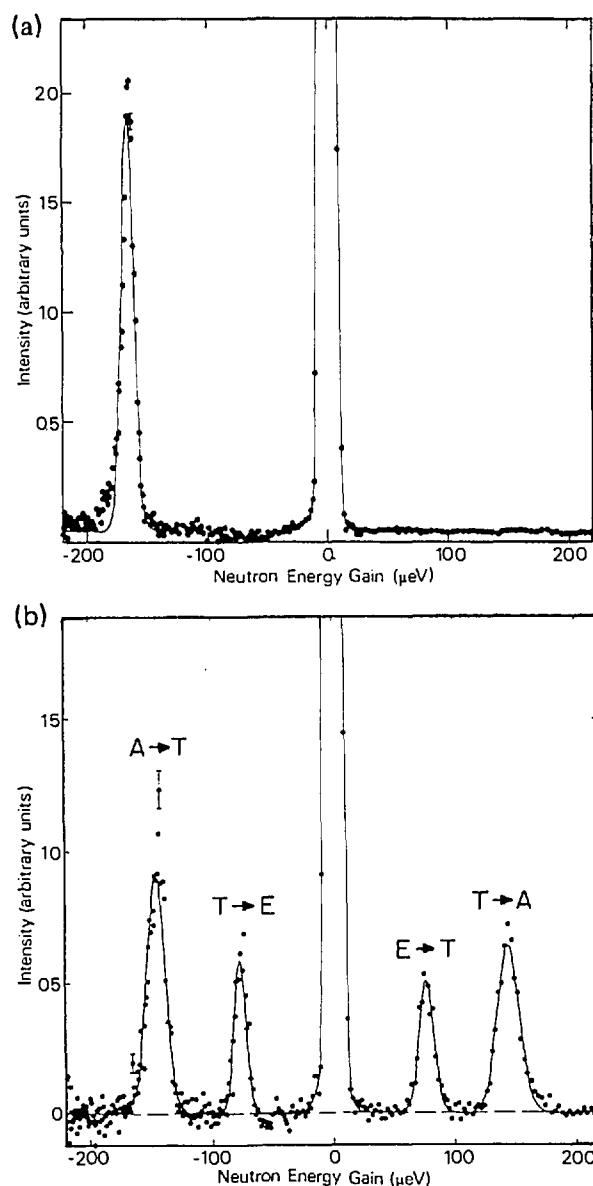 (a)
20
15
10
05
0
Intensity (arbitrary units)
-200 -100 0 100 200
Neutron Energy Gain (μeV)
(b)
15
10
05
0
Intensity (arbitrary units)
A→T
T→E
E→T
T→A
-200 -100 0 100 200
Neutron Energy Gain (μeV)